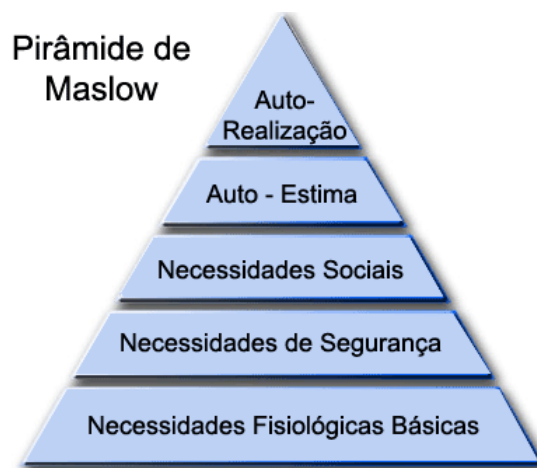 Pirâmide de
Maslow
Auto-
Realização
Auto - Estima
Necessidades Sociais
Necessidades de Segurança
Necessidades Fisiológicas Básicas